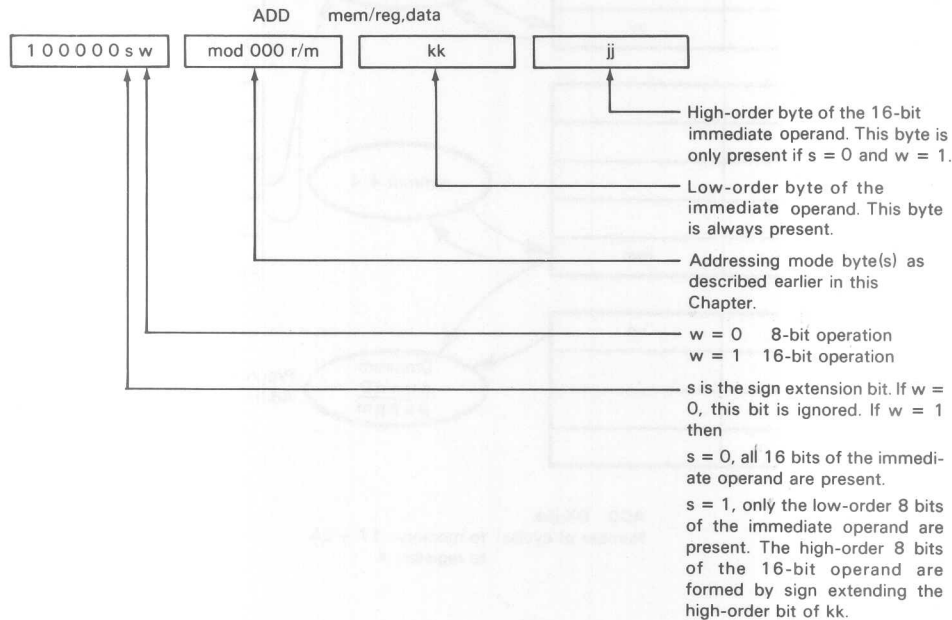 ADD mem/reg,data
1 0 0 0 0 0 s w
mod 000 r/m
kk
jj
High-order byte of the 16-bit
immediate operand. This byte is
only present if s = 0 and w = 1.
Low-order byte of the
immediate operand. This byte
is always present.
Addressing mode byte(s) as
described earlier in this
Chapter.
w = 0 8-bit operation
w = 1 16-bit operation
s is the sign extension bit. If w =
0, this bit is ignored. If w = 1
then
s = 0, all 16 bits of the immedi-
ate operand are present.
s = 1, only the low-order 8 bits
of the immediate operand are
present. The high-order 8 bits
of the 16-bit operand are
formed by sign extending the
high-order bit of kk.